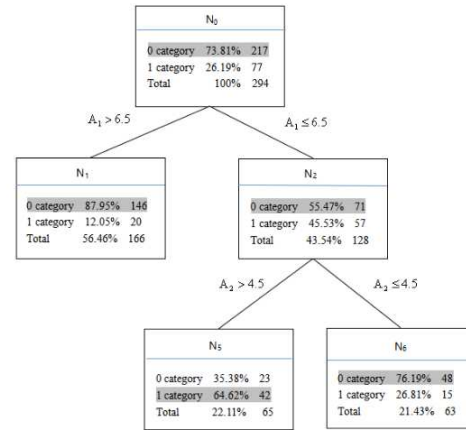 N₀
0 category 73.81% 217
1 category 26.19% 77
Total 100% 294
A₁ > 6.5
A₁ ≤ 6.5
N₁
0 category 87.95% 146
1 category 12.05% 20
Total 56.46% 166
N₂
0 category 55.47% 71
1 category 45.53% 57
Total 43.54% 128
A₂ > 4.5
A₂ ≤ 4.5
N₅
0 category 35.38% 23
1 category 64.62% 42
Total 22.11% 65
N₆
0 category 76.19% 48
1 category 26.81% 15
Total 21.43% 63